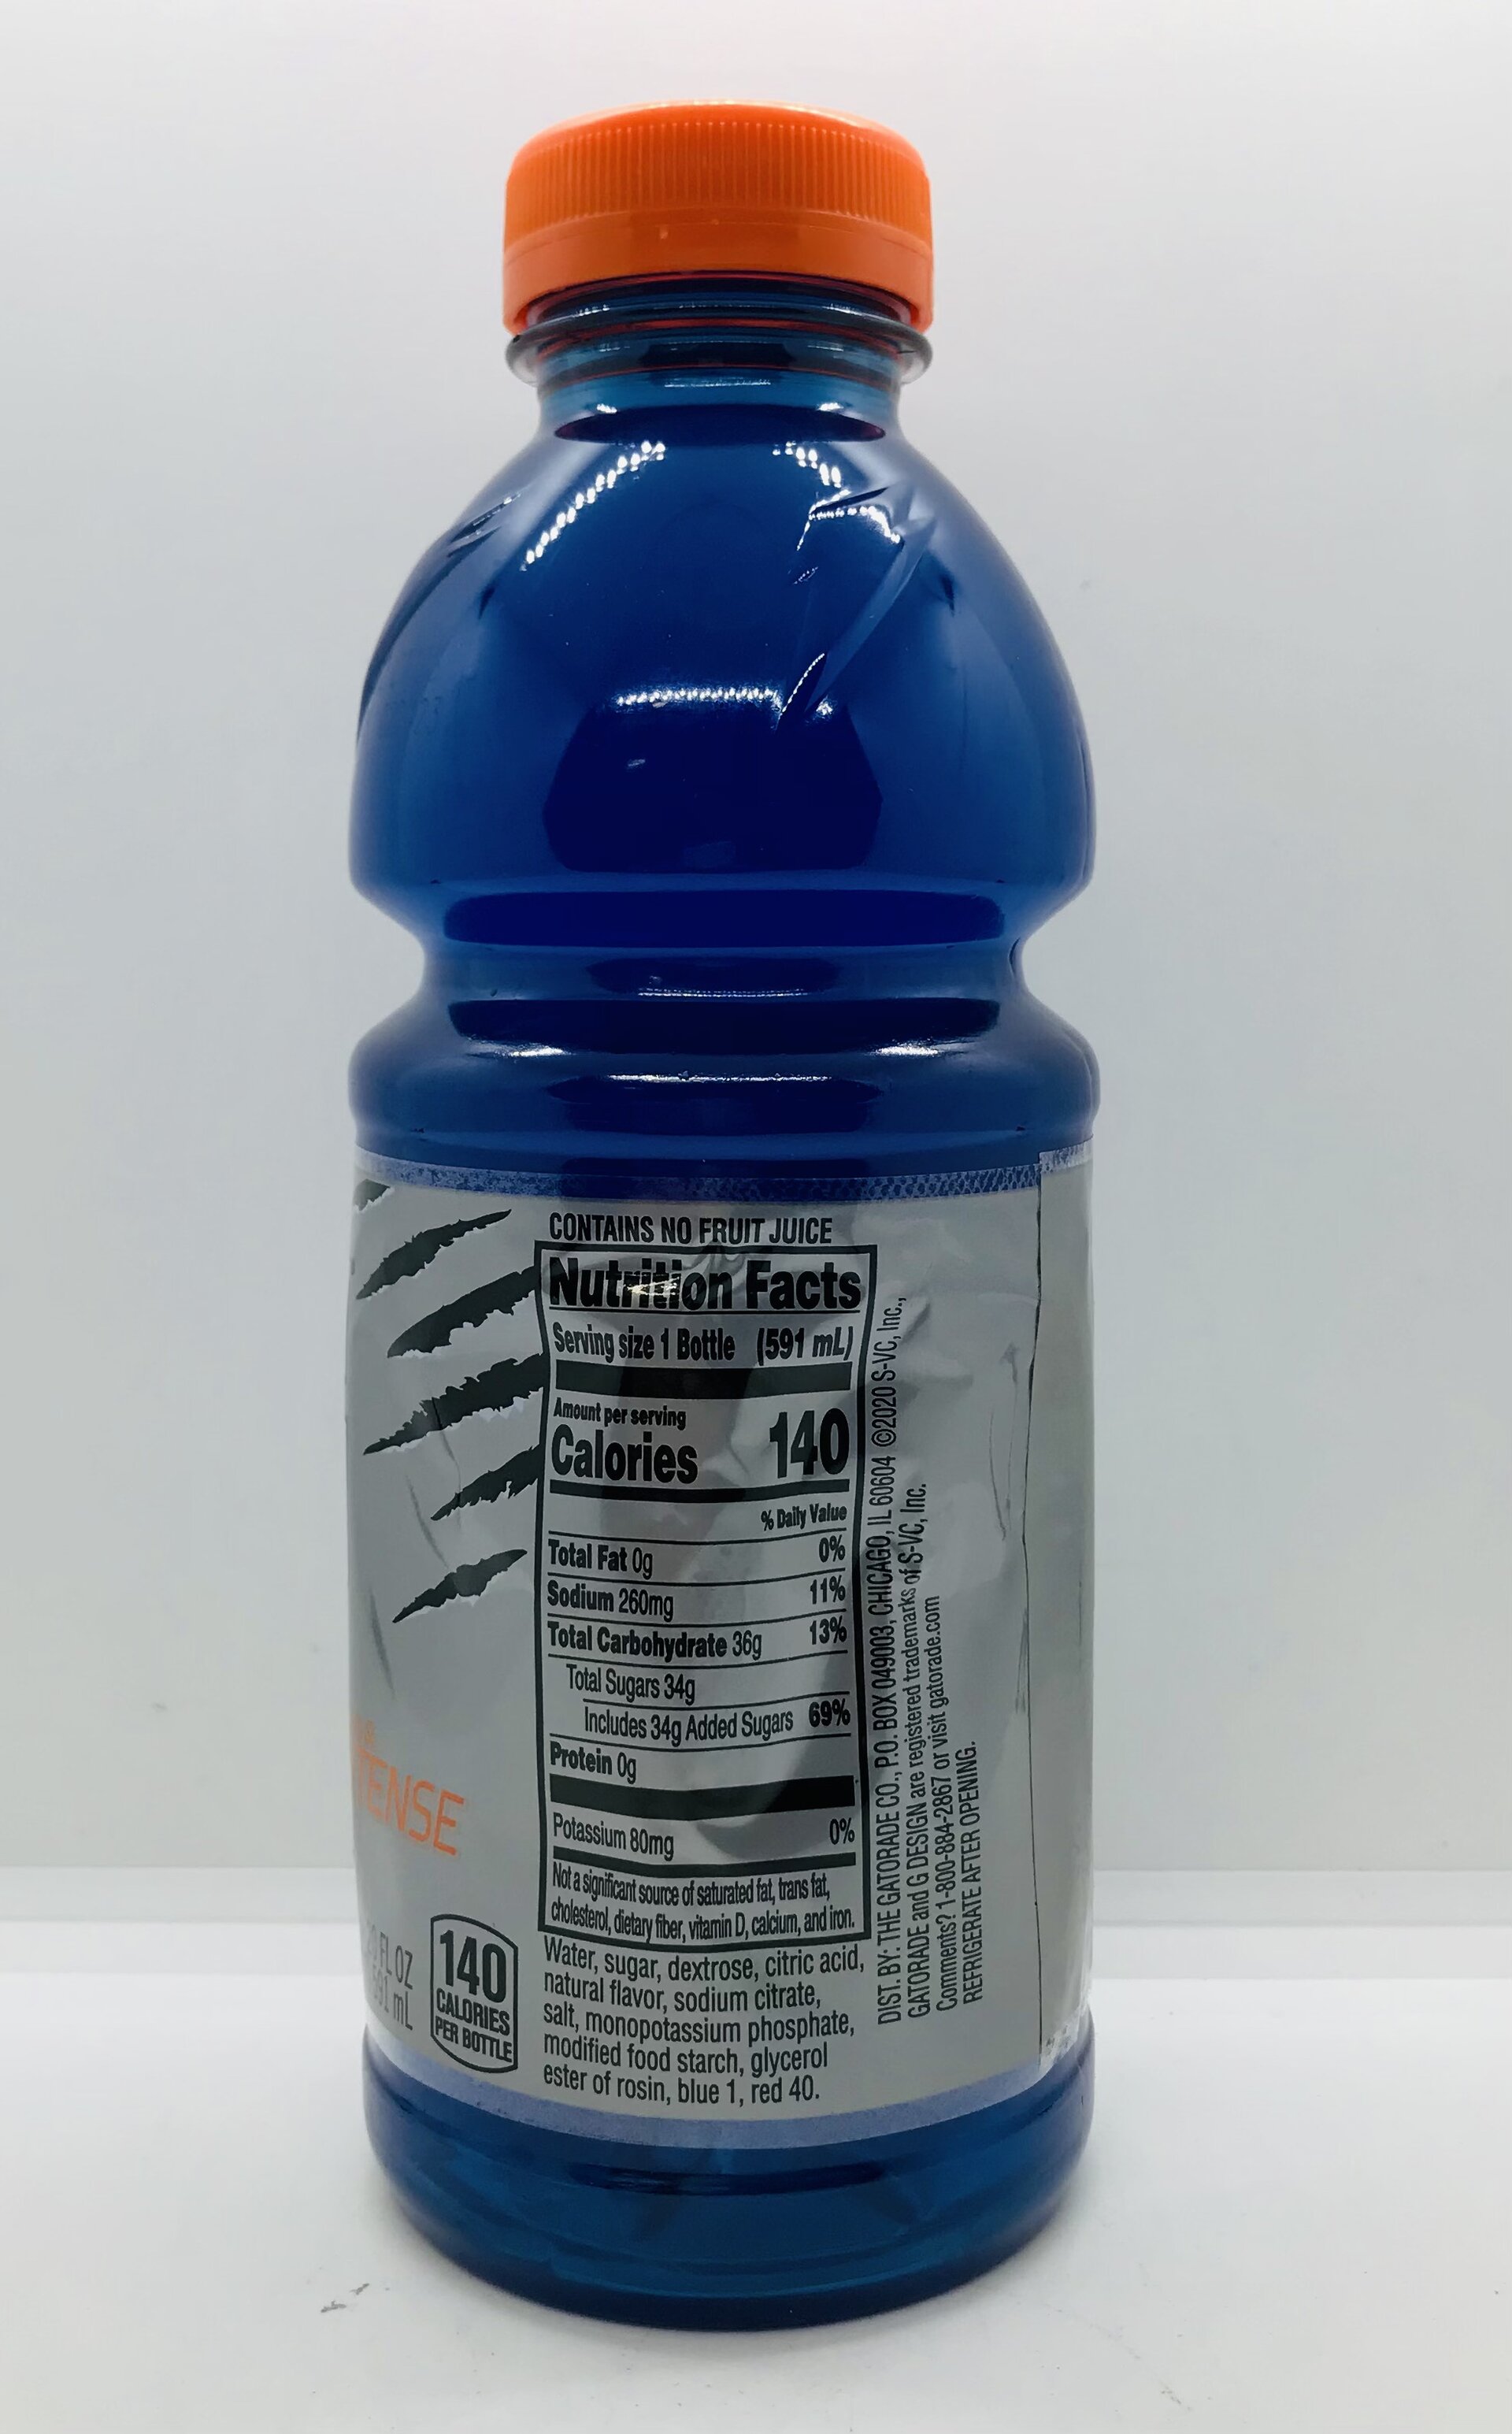 CONTAINS NO FRUIT JUICE
Nutrition Facts
Serving size 1 Bottle (591 mL)
Amount per serving
Calories 140
% Daily Value
Total Fat 0g 0%
Sodium 260mg 11%
Total Carbohydrate 36g 13%
Total Sugars 34g
Includes 34g Added Sugars 69%
Protein 0g
Potassium 80mg 0%
Not a significant source of saturated fat, trans fat,
cholesterol, dietary fiber, vitamin D, calcium, and iron.
Water, sugar, dextrose, citric acid,
natural flavor, sodium citrate,
salt, monopotassium phosphate,
modified food starch, glycerol
ester of rosin, blue 1, red 40.
DIST. BY: THE GATORADE CO., P.O. BOX 049003, CHICAGO, IL 60604 ©2020 S-VC, Inc.,
GATORADE and G DESIGN are registered trademarks of S-VC, Inc.
Comments? 1-800-884-2867 or visit gatorade.com
REFRIGERATE AFTER OPENING.
TENSE
FL OZ
591 mL
140
CALORIES
PER BOTTLE